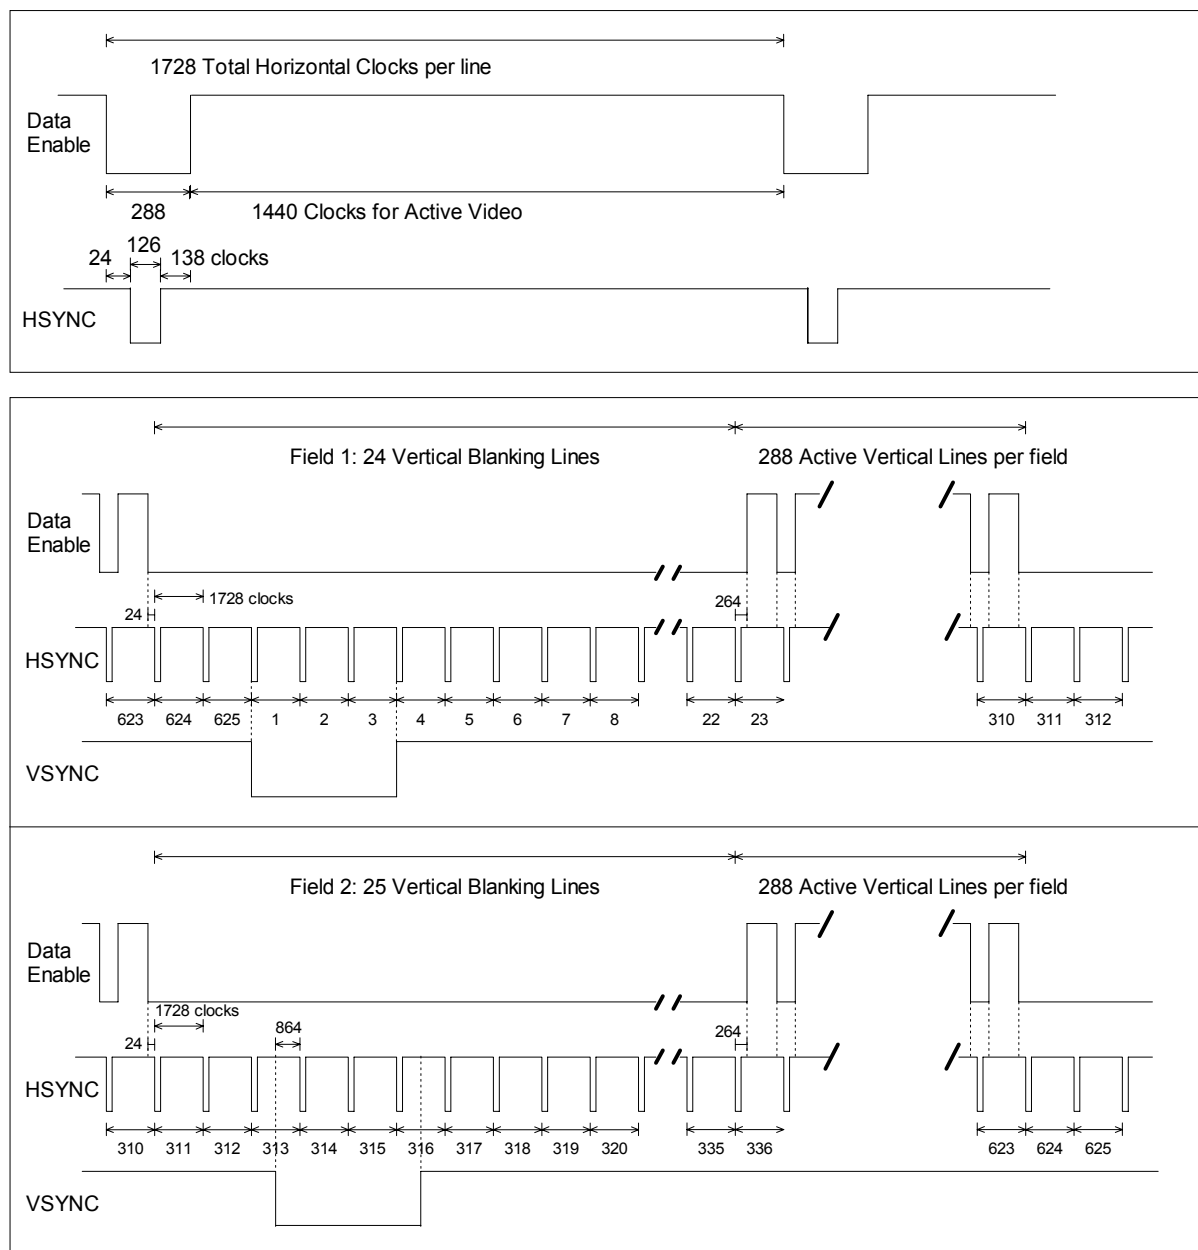 1728 Total Horizontal Clocks per line
Data
Enable
288
1440 Clocks for Active Video
126
24
138 clocks
HSYNC
Field 1: 24 Vertical Blanking Lines
288 Active Vertical Lines per field
Data
Enable
1728 clocks
24
264
HSYNC
623 624 625 1 2 3 4 5 6 7 8 22 23 310 311 312
VSYNC
Field 2: 25 Vertical Blanking Lines
288 Active Vertical Lines per field
Data
Enable
1728 clocks
864
24
264
HSYNC
310 311 312 313 314 315 316 317 318 319 320 335 336 623 624 625
VSYNC